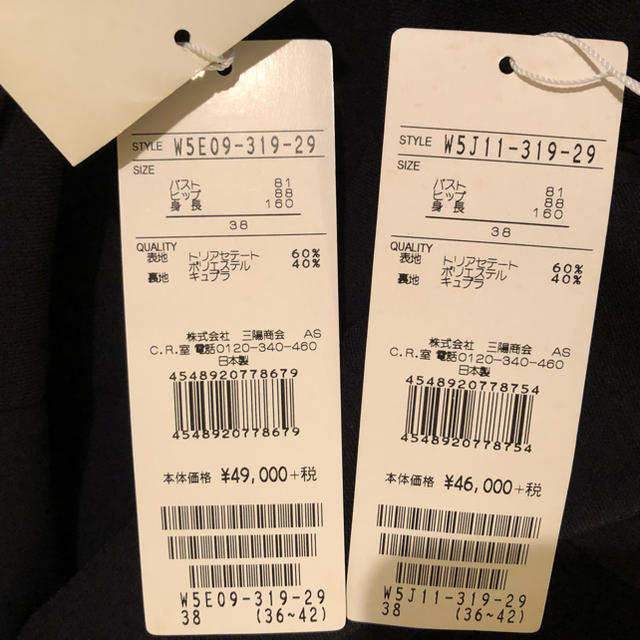 STYLE W5E09-319-29
SIZE
バスト 81
ヒップ 88
身長 160
38
QUALITY
表地 トリアセテート 60%
ポリエステル 40%
裏地 キュプラ
株式会社 三陽商会 AS
C.R.室 電話0120-340-460
日本製
4548920778679
4548920778679
本体価格 ¥49,000+税
W5E09-319-29
38 (36~42)
STYLE W5J11-319-29
SIZE
バスト 81
ヒップ 88
身長 160
38
QUALITY
表地 トリアセテート 60%
ポリエステル 40%
裏地 キュプラ
株式会社 三陽商会 AS
C.R.室 電話0120-340-460
日本製
4548920778754
4548920778754
本体価格 ¥46,000+税
W5J11-319-29
38 (36~42)